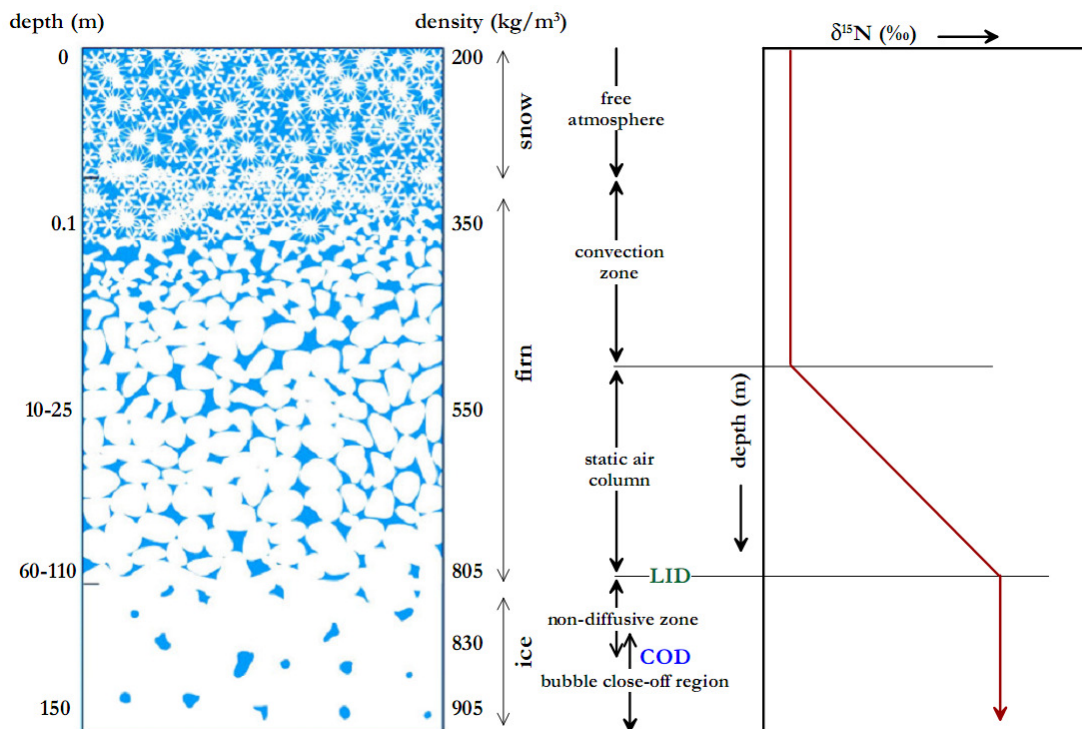 depth (m)
density (kg/m³)
δ¹⁵N (‰)
0
200
snow
free
atmosphere
0.1
350
convection
zone
firn
10-25
550
static air
column
depth (m)
60-110
805
LID
non-diffusive zone
ice
830
COD
bubble close-off region
150
905